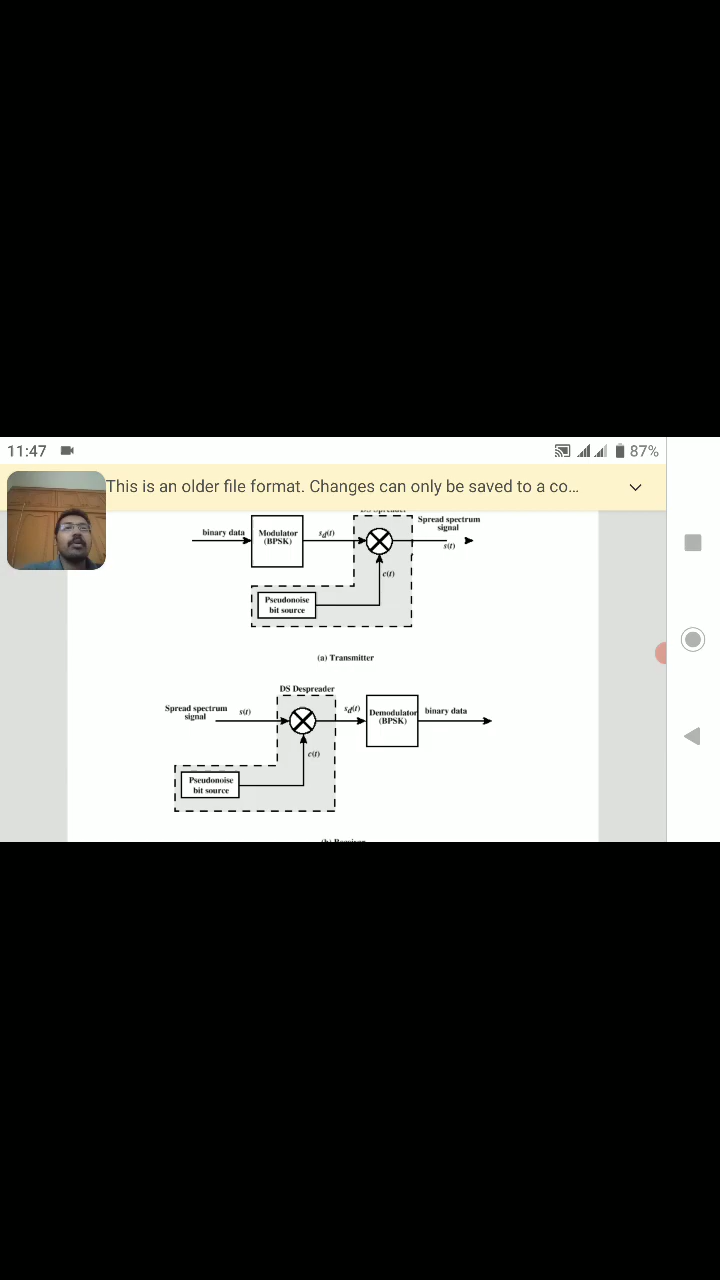 11:47
87%
This is an older file format. Changes can only be saved to a co...
Spread spectrum
signal
binary data
Modulator
(BPSK)
sd(t)
s(t)
c(t)
Pseudonoise
bit source
(a) Transmitter
DS Despreader
Spread spectrum
signal
s(t)
sd(t)
Demodulator
(BPSK)
binary data
c(t)
Pseudonoise
bit source